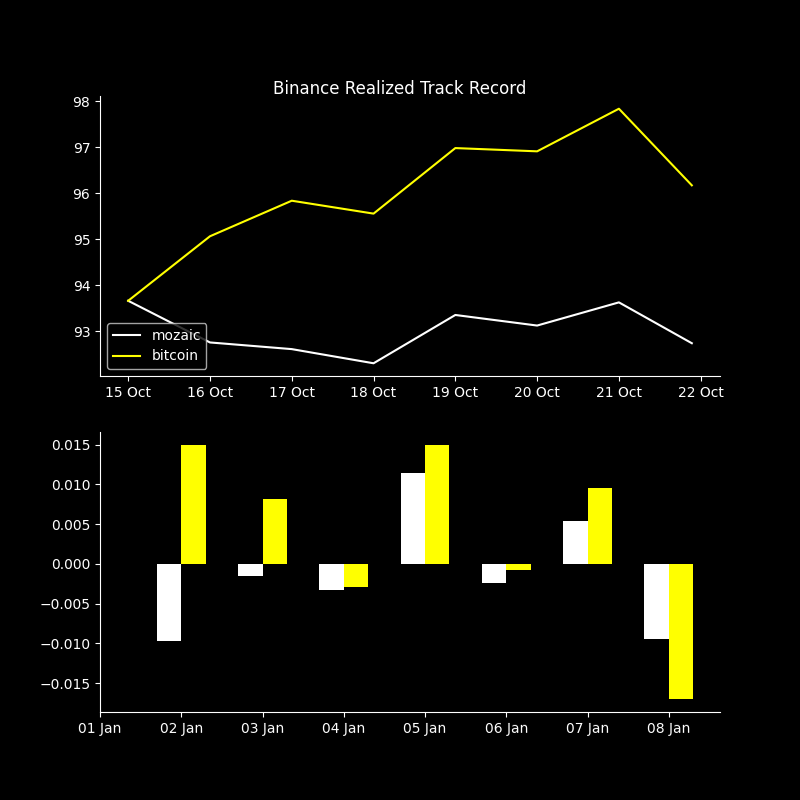 Binance Realized Track Record
98
97
96
95
94
93
mozaic
bitcoin
15 Oct 16 Oct 17 Oct 18 Oct 19 Oct 20 Oct 21 Oct 22 Oct
0.015
0.010
0.005
0.000
−0.005
−0.010
−0.015
01 Jan 02 Jan 03 Jan 04 Jan 05 Jan 06 Jan 07 Jan 08 Jan